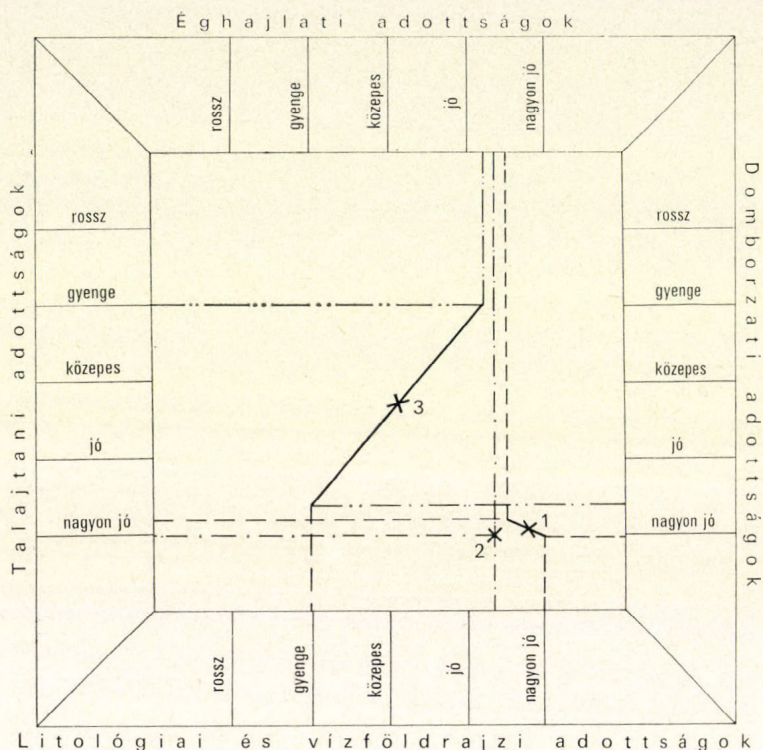 Éghajlati adottságok
rossz
gyenge
közepes
jó
nagyon jó
Talajtani adottságok
rossz
gyenge
közepes
jó
nagyon jó
Domborzati adottságok
rossz
gyenge
közepes
jó
nagyon jó
3
1
2
rossz
gyenge
közepes
jó
nagyon jó
Litológiai és vízföldrajzi adottságok